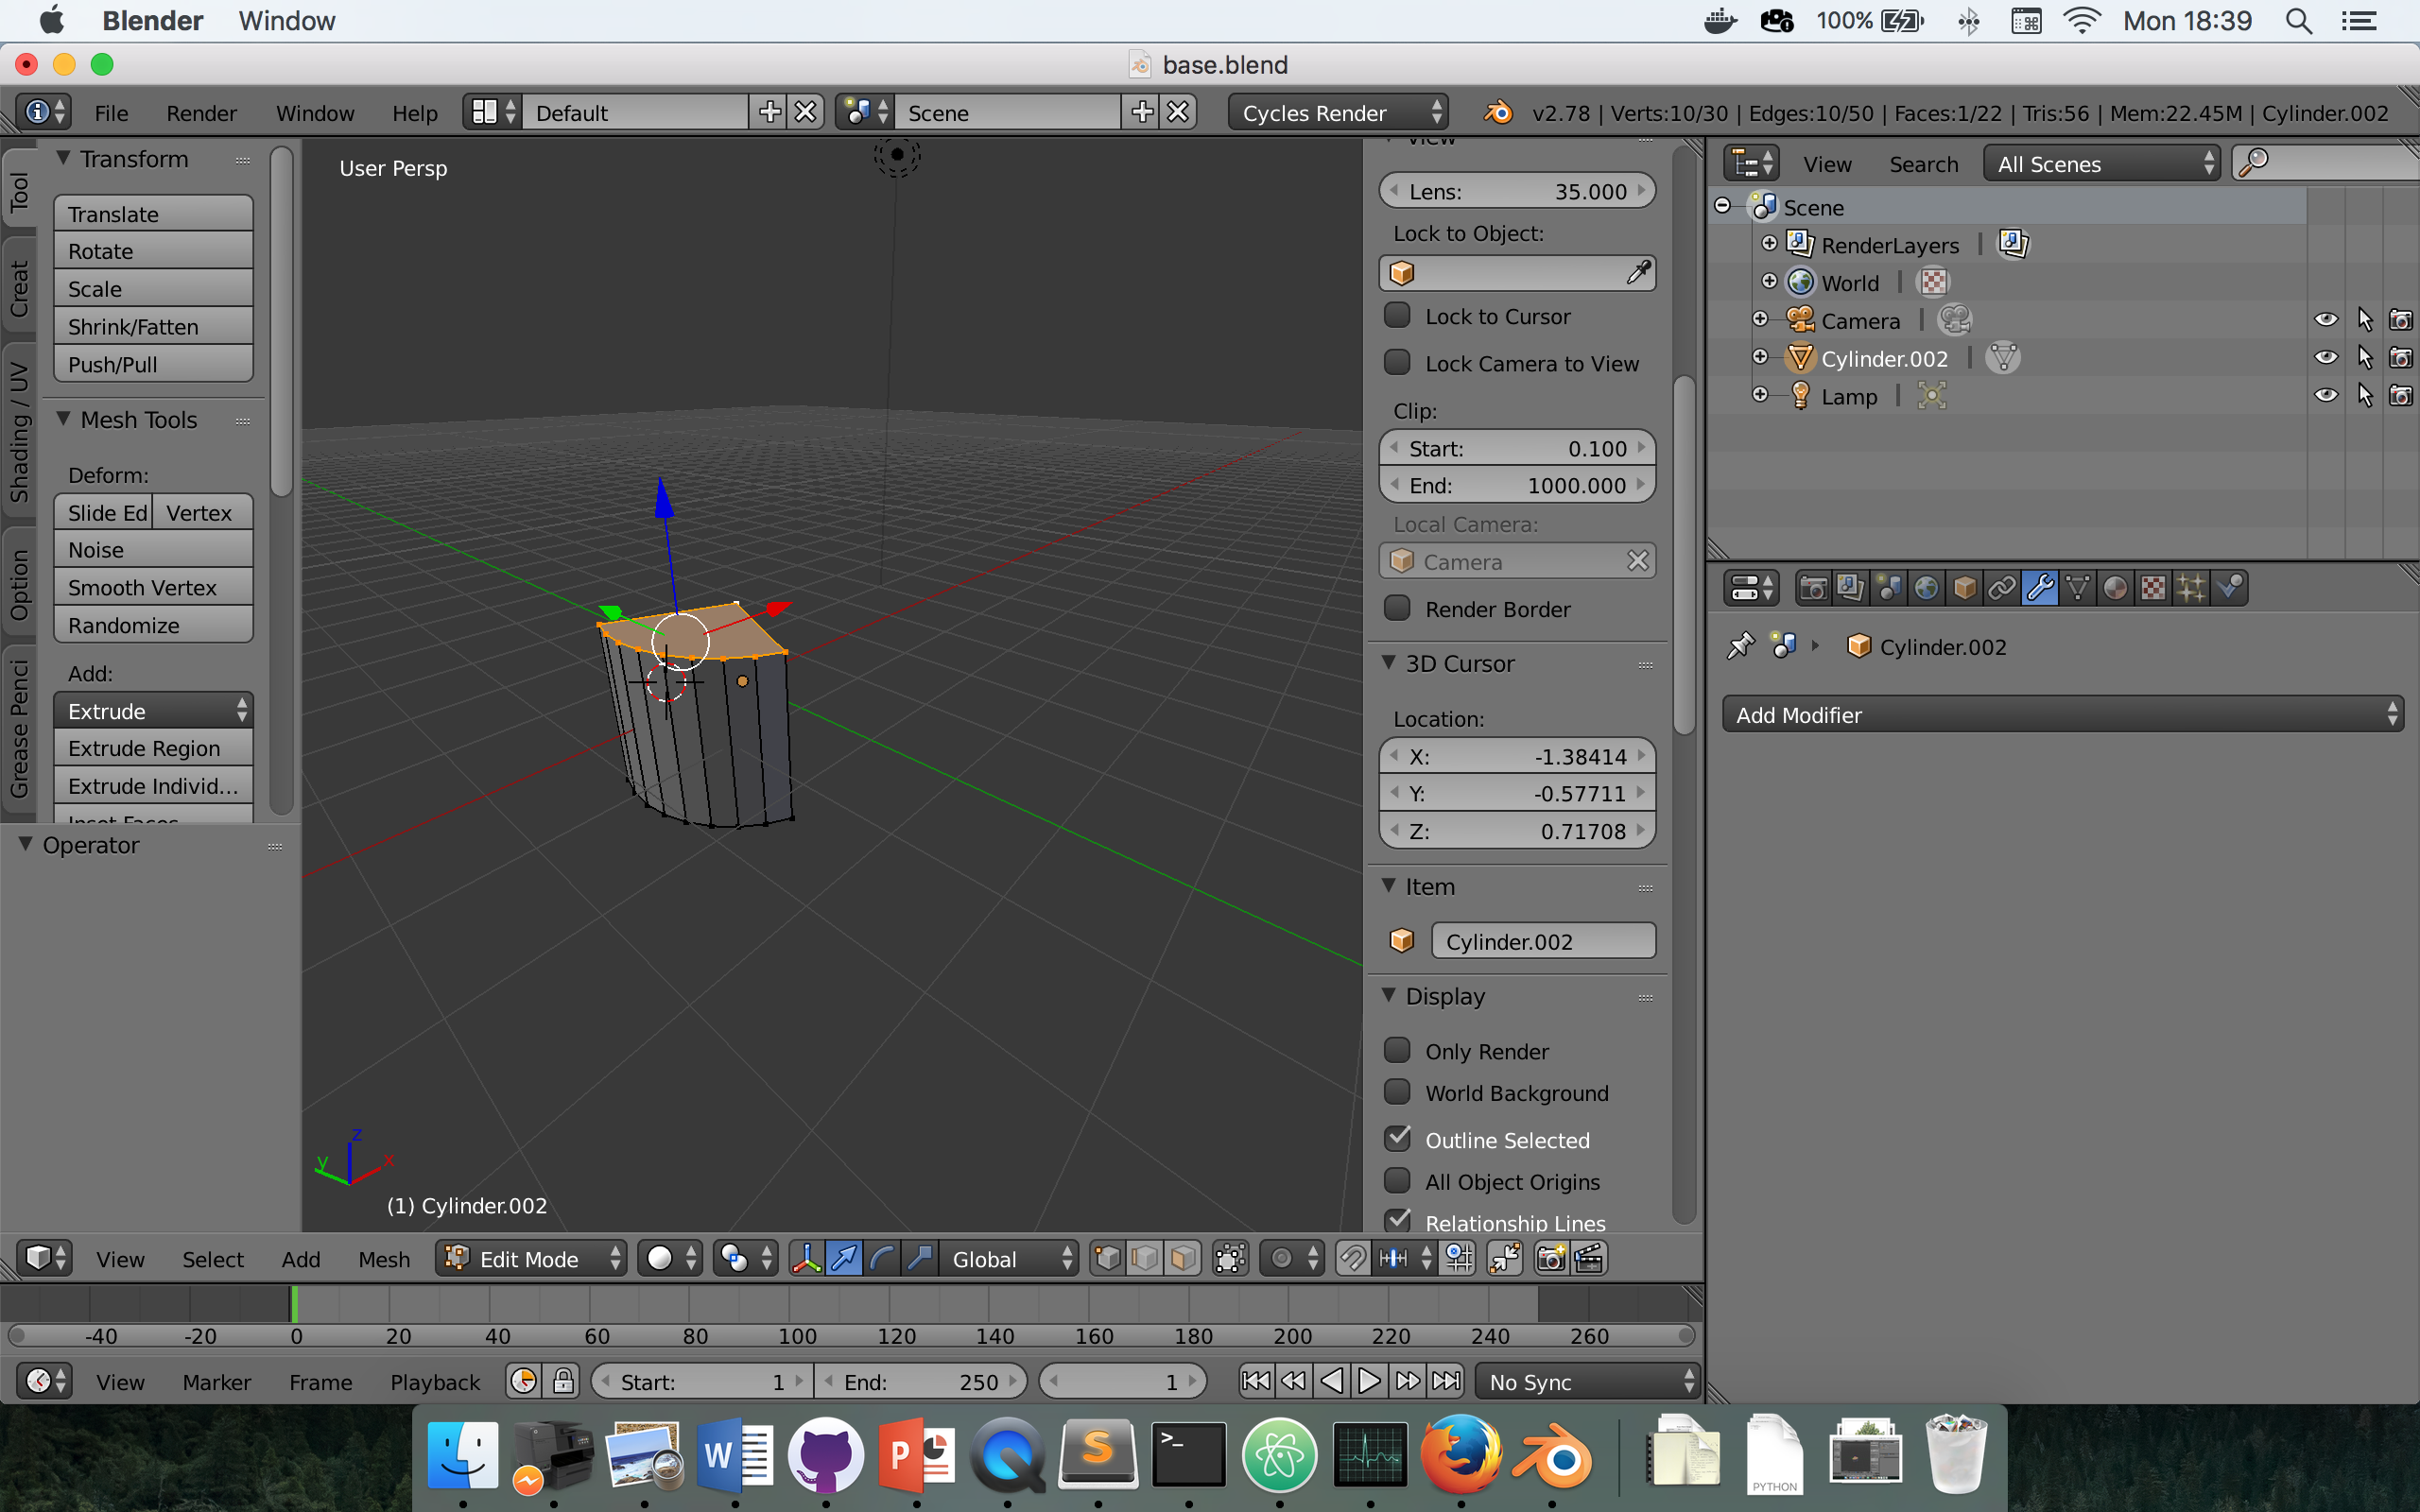 Blender Window 100% Mon 18:39
base.blend
File Render Window Help Default Scene Cycles Render v2.78 | Verts:10/30 | Edges:10/50 | Faces:1/22 | Tris:56 | Mem:22.45M | Cylinder.002
Tool
Creat
Shading / UV
Option
Grease Penci
Transform
Translate
Rotate
Scale
Shrink/Fatten
Push/Pull
Mesh Tools
Deform:
Slide Ed Vertex
Noise
Smooth Vertex
Randomize
Add:
Extrude
Extrude Region
Extrude Individ...
Inset Faces
Operator
User Persp
z
y
x
(1) Cylinder.002
View
Lens: 35.000
Lock to Object:
Lock to Cursor
Lock Camera to View
Clip:
Start: 0.100
End: 1000.000
Local Camera:
Camera
Render Border
3D Cursor
Location:
X: -1.38414
Y: -0.57711
Z: 0.71708
Item
Cylinder.002
Display
Only Render
World Background
Outline Selected
All Object Origins
Relationship Lines
View Search All Scenes
Scene
RenderLayers
World
Camera
Cylinder.002
Lamp
Cylinder.002
Add Modifier
View Select Add Mesh Edit Mode Global
-40 -20 0 20 40 60 80 100 120 140 160 180 200 220 240 260
View Marker Frame Playback Start: 1 End: 250 1 No Sync
W P S >_ PYTHON